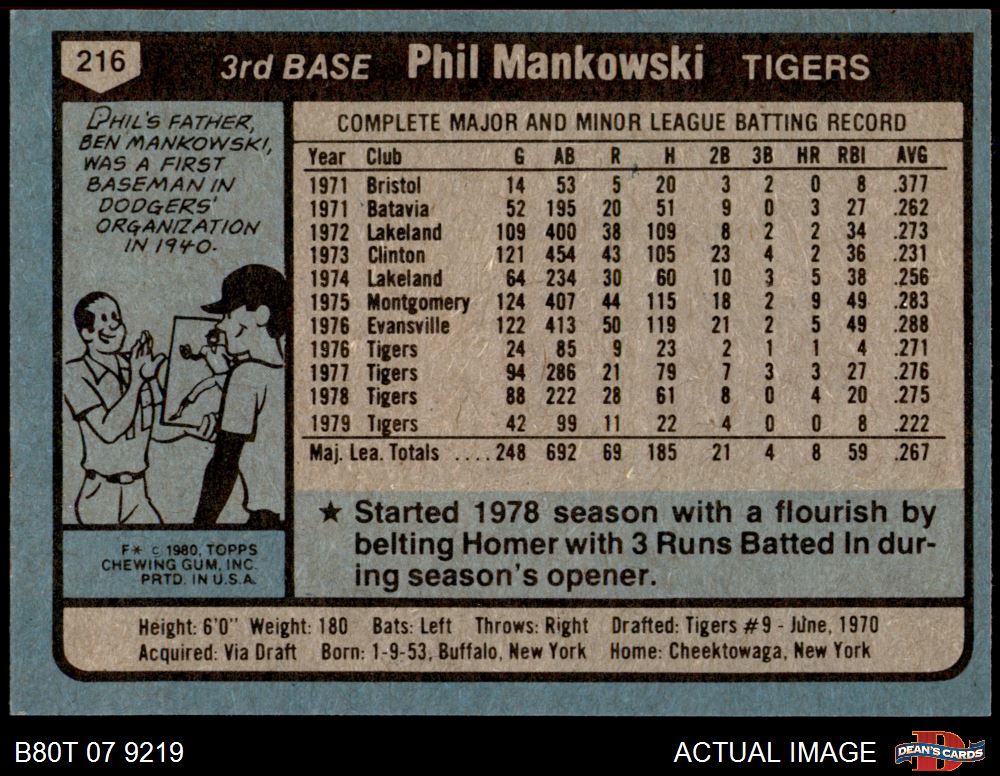 216 3rd BASE Phil Mankowski TIGERS
PHIL'S FATHER,
BEN MANKOWSKI,
WAS A FIRST
BASEMAN IN
DODGERS'
ORGANIZATION
IN 1940.
F* © 1980, TOPPS
CHEWING GUM, INC.
PRTD. IN U.S.A.
COMPLETE MAJOR AND MINOR LEAGUE BATTING RECORD
Year Club G AB R H 2B 3B HR RBI AVG
1971 Bristol 14 53 5 20 3 2 0 8 .377
1971 Batavia 52 195 20 51 9 0 3 27 .262
1972 Lakeland 109 400 38 109 8 2 2 34 .273
1973 Clinton 121 454 43 105 23 4 2 36 .231
1974 Lakeland 64 234 30 60 10 3 5 38 .256
1975 Montgomery 124 407 44 115 18 2 9 49 .283
1976 Evansville 122 413 50 119 21 2 5 49 .288
1976 Tigers 24 85 9 23 2 1 1 4 .271
1977 Tigers 94 286 21 79 7 3 3 27 .276
1978 Tigers 88 222 28 61 8 0 4 20 .275
1979 Tigers 42 99 11 22 4 0 0 8 .222
Maj. Lea. Totals ....248 692 69 185 21 4 8 59 .267
★ Started 1978 season with a flourish by
belting Homer with 3 Runs Batted In dur-
ing season's opener.
Height: 6'0" Weight: 180 Bats: Left Throws: Right Drafted: Tigers #9 - June, 1970
Acquired: Via Draft Born: 1-9-53, Buffalo, New York Home: Cheektowaga, New York
B80T 07 9219 ACTUAL IMAGE DEAN'S CARDS